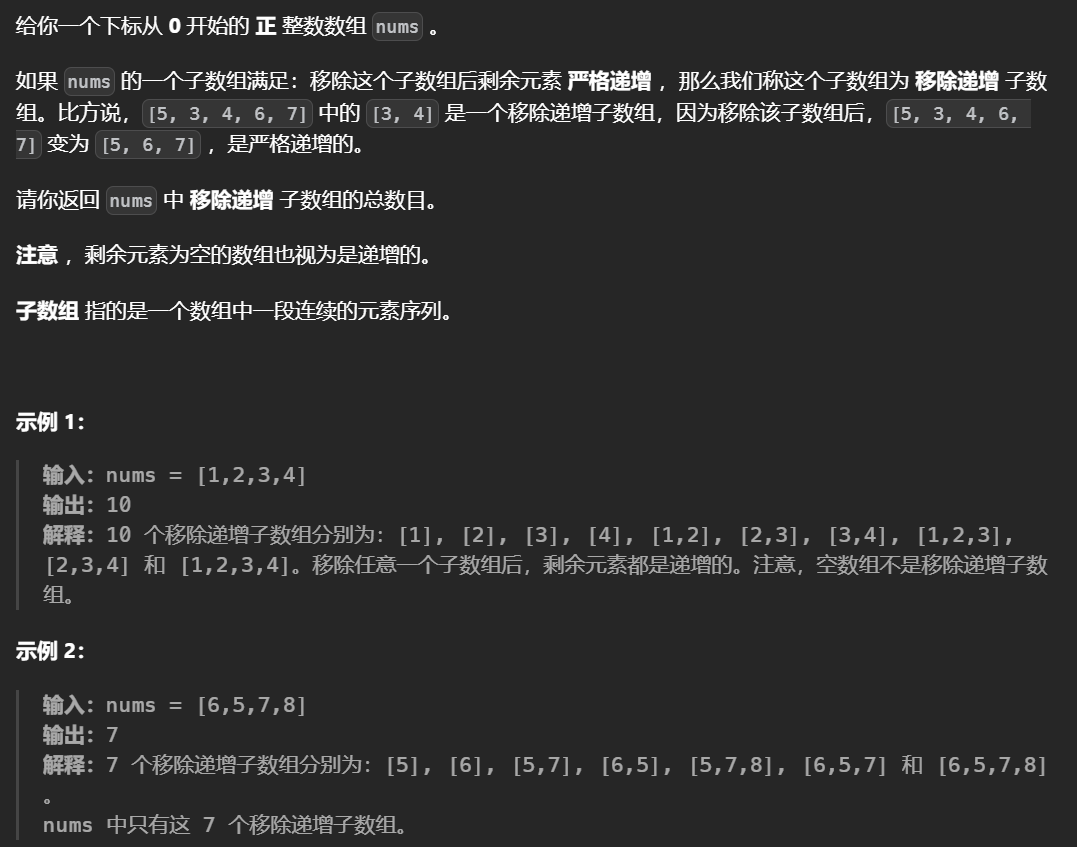 给你一个下标从 0 开始的 正 整数数组 nums 。
如果 nums 的一个子数组满足：移除这个子数组后剩余元素 严格递增 ，那么我们称这个子数组为 移除递增 子数
组。比方说，[5, 3, 4, 6, 7] 中的 [3, 4] 是一个移除递增子数组，因为移除该子数组后，[5, 3, 4, 6,
7] 变为 [5, 6, 7] ，是严格递增的。
请你返回 nums 中 移除递增 子数组的总数目。
注意 ，剩余元素为空的数组也视为是递增的。
子数组 指的是一个数组中一段连续的元素序列。
示例 1：
输入：nums = [1,2,3,4]
输出：10
解释：10 个移除递增子数组分别为：[1], [2], [3], [4], [1,2], [2,3], [3,4], [1,2,3],
[2,3,4] 和 [1,2,3,4]。移除任意一个子数组后，剩余元素都是递增的。注意，空数组不是移除递增子数
组。
示例 2：
输入：nums = [6,5,7,8]
输出：7
解释：7 个移除递增子数组分别为：[5], [6], [5,7], [6,5], [5,7,8], [6,5,7] 和 [6,5,7,8]
。
nums 中只有这 7 个移除递增子数组。